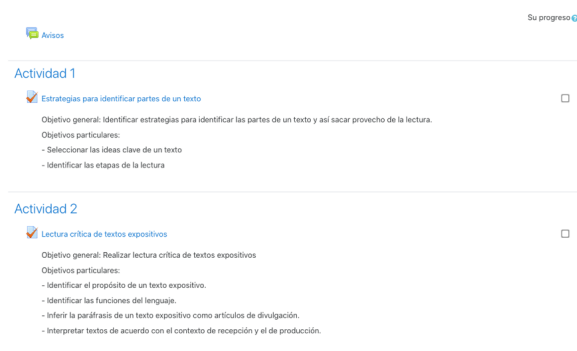 Su progreso
Avisos
Actividad 1
Estrategias para identificar partes de un texto
Objetivo general: Identificar estrategias para identificar las partes de un texto y así sacar provecho de la lectura.
Objetivos particulares:
- Seleccionar las ideas clave de un texto
- Identificar las etapas de la lectura
Actividad 2
Lectura crítica de textos expositivos
Objetivo general: Realizar lectura crítica de textos expositivos
Objetivos particulares:
- Identificar el propósito de un texto expositivo.
- Identificar las funciones del lenguaje.
- Inferir la paráfrasis de un texto expositivo como artículos de divulgación.
- Interpretar textos de acuerdo con el contexto de recepción y el de producción.